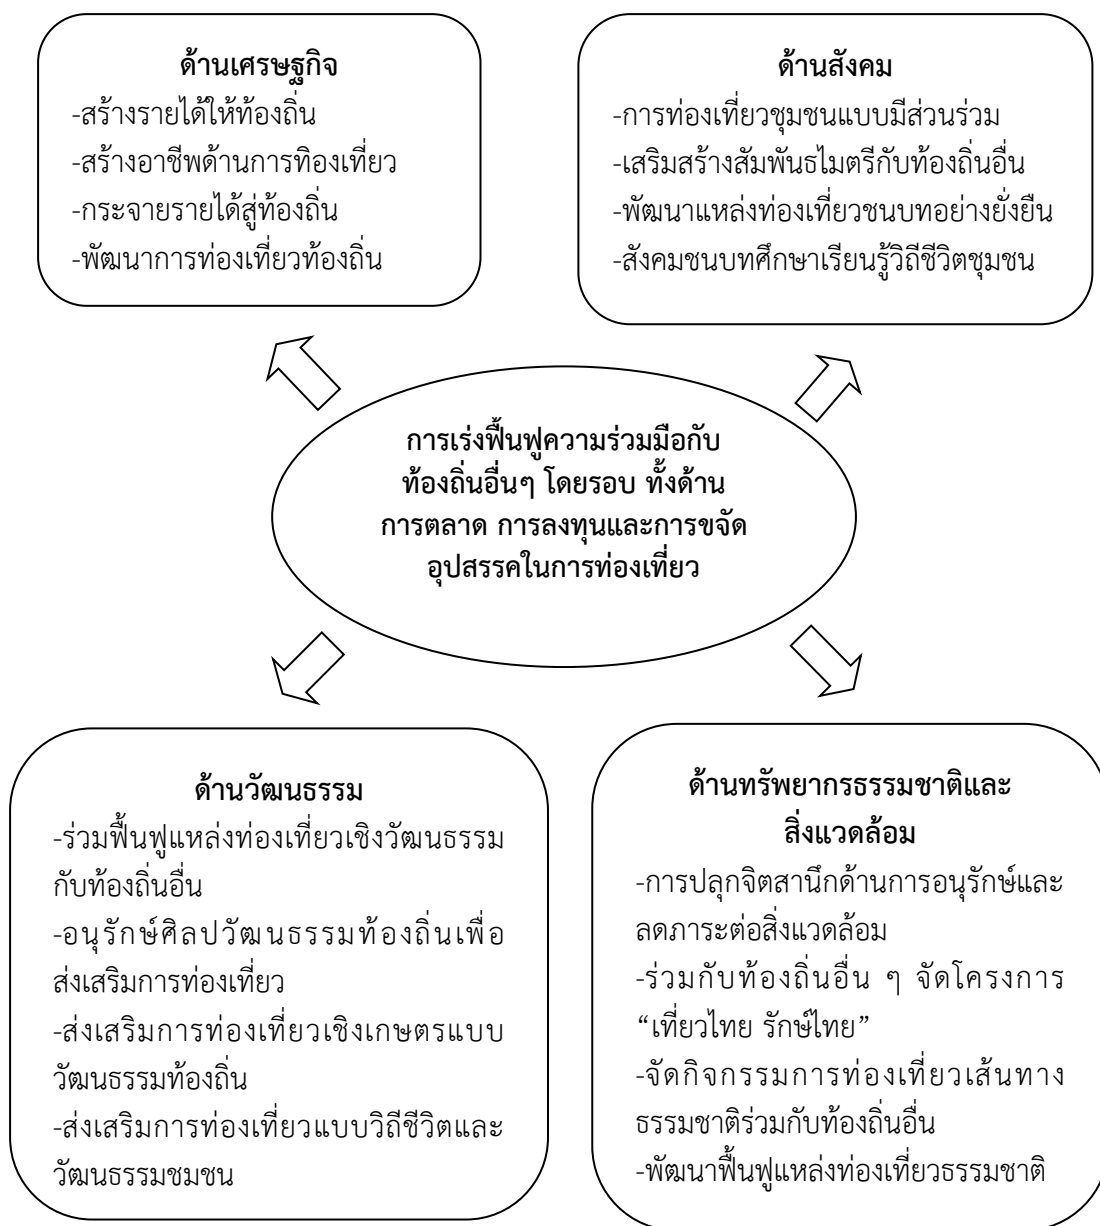 ด้านเศรษฐกิจ
-สร้างรายได้ให้ท้องถิ่น
-สร้างอาชีพด้านการทิองเที่ยว
-กระจายรายได้สู่ท้องถิ่น
-พัฒนาการท่องเที่ยวท้องถิ่น
ด้านสังคม
-การท่องเที่ยวชุมชนแบบมีส่วนร่วม
-เสริมสร้างสัมพันธไมตรีกับท้องถิ่นอื่น
-พัฒนาแหล่งท่องเที่ยวชนบทอย่างยั่งยืน
-สังคมชนบทศึกษาเรียนรู้วิถีชีวิตชุมชน
การเร่งฟื้นฟูความร่วมมือกับ
ท้องถิ่นอื่นๆ โดยรอบ ทั้งด้าน
การตลาด การลงทุนและการขจัด
อุปสรรคในการท่องเที่ยว
ด้านวัฒนธรรม
-ร่วมฟื้นฟูแหล่งท่องเที่ยวเชิงวัฒนธรรม
กับท้องถิ่นอื่น
-อนุรักษ์ศิลปวัฒนธรรมท้องถิ่นเพื่อ
ส่งเสริมการท่องเที่ยว
-ส่งเสริมการท่องเที่ยวเชิงเกษตรแบบ
วัฒนธรรมท้องถิ่น
-ส่งเสริมการท่องเที่ยวแบบวิถีชีวิตและ
วัฒนธรรมชุมชน
ด้านทรัพยากรธรรมชาติและ
สิ่งแวดล้อม
-การปลุกจิตสานึกด้านการอนุรักษ์และ
ลดภาระต่อสิ่งแวดล้อม
-ร่วมกับท้องถิ่นอื่น ๆ จัดโครงการ
“เที่ยวไทย รักษ์ไทย”
-จัดกิจกรรมการท่องเที่ยวเส้นทาง
ธรรมชาติร่วมกับท้องถิ่นอื่น
-พัฒนาฟื้นฟูแหล่งท่องเที่ยวธรรมชาติ